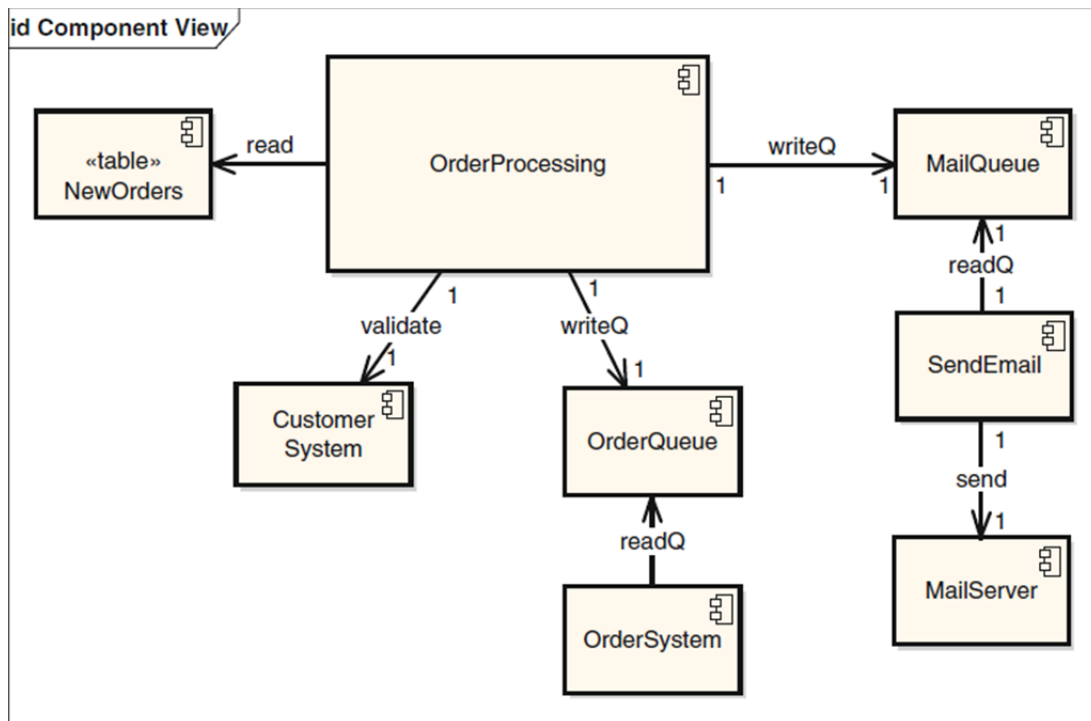 id Component View
«table»
NewOrders
read
OrderProcessing
writeQ
1
1
MailQueue
1
readQ
1
SendEmail
1
send
1
MailServer
1
validate
1
Customer
System
1
writeQ
1
OrderQueue
readQ
OrderSystem